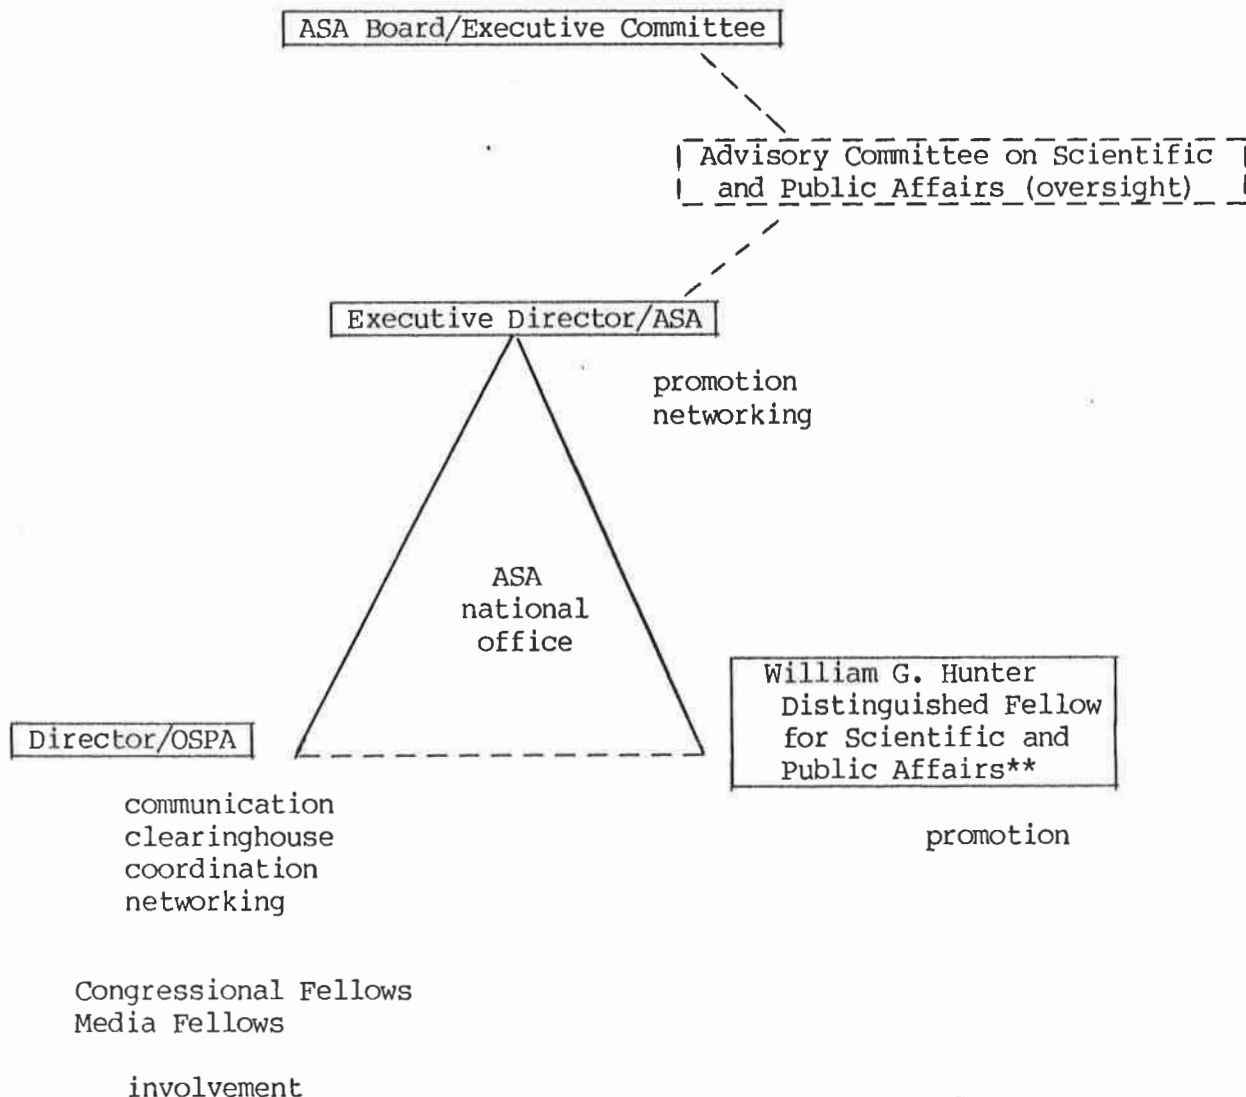 ASA Board/Executive Committee
Advisory Committee on Scientific
and Public Affairs (oversight)
Executive Director/ASA
promotion
networking
ASA
national
office
William G. Hunter
Distinguished Fellow
for Scientific and
Public Affairs**
Director/OSPA
communication
clearinghouse
coordination
networking
promotion
Congressional Fellows
Media Fellows
involvement